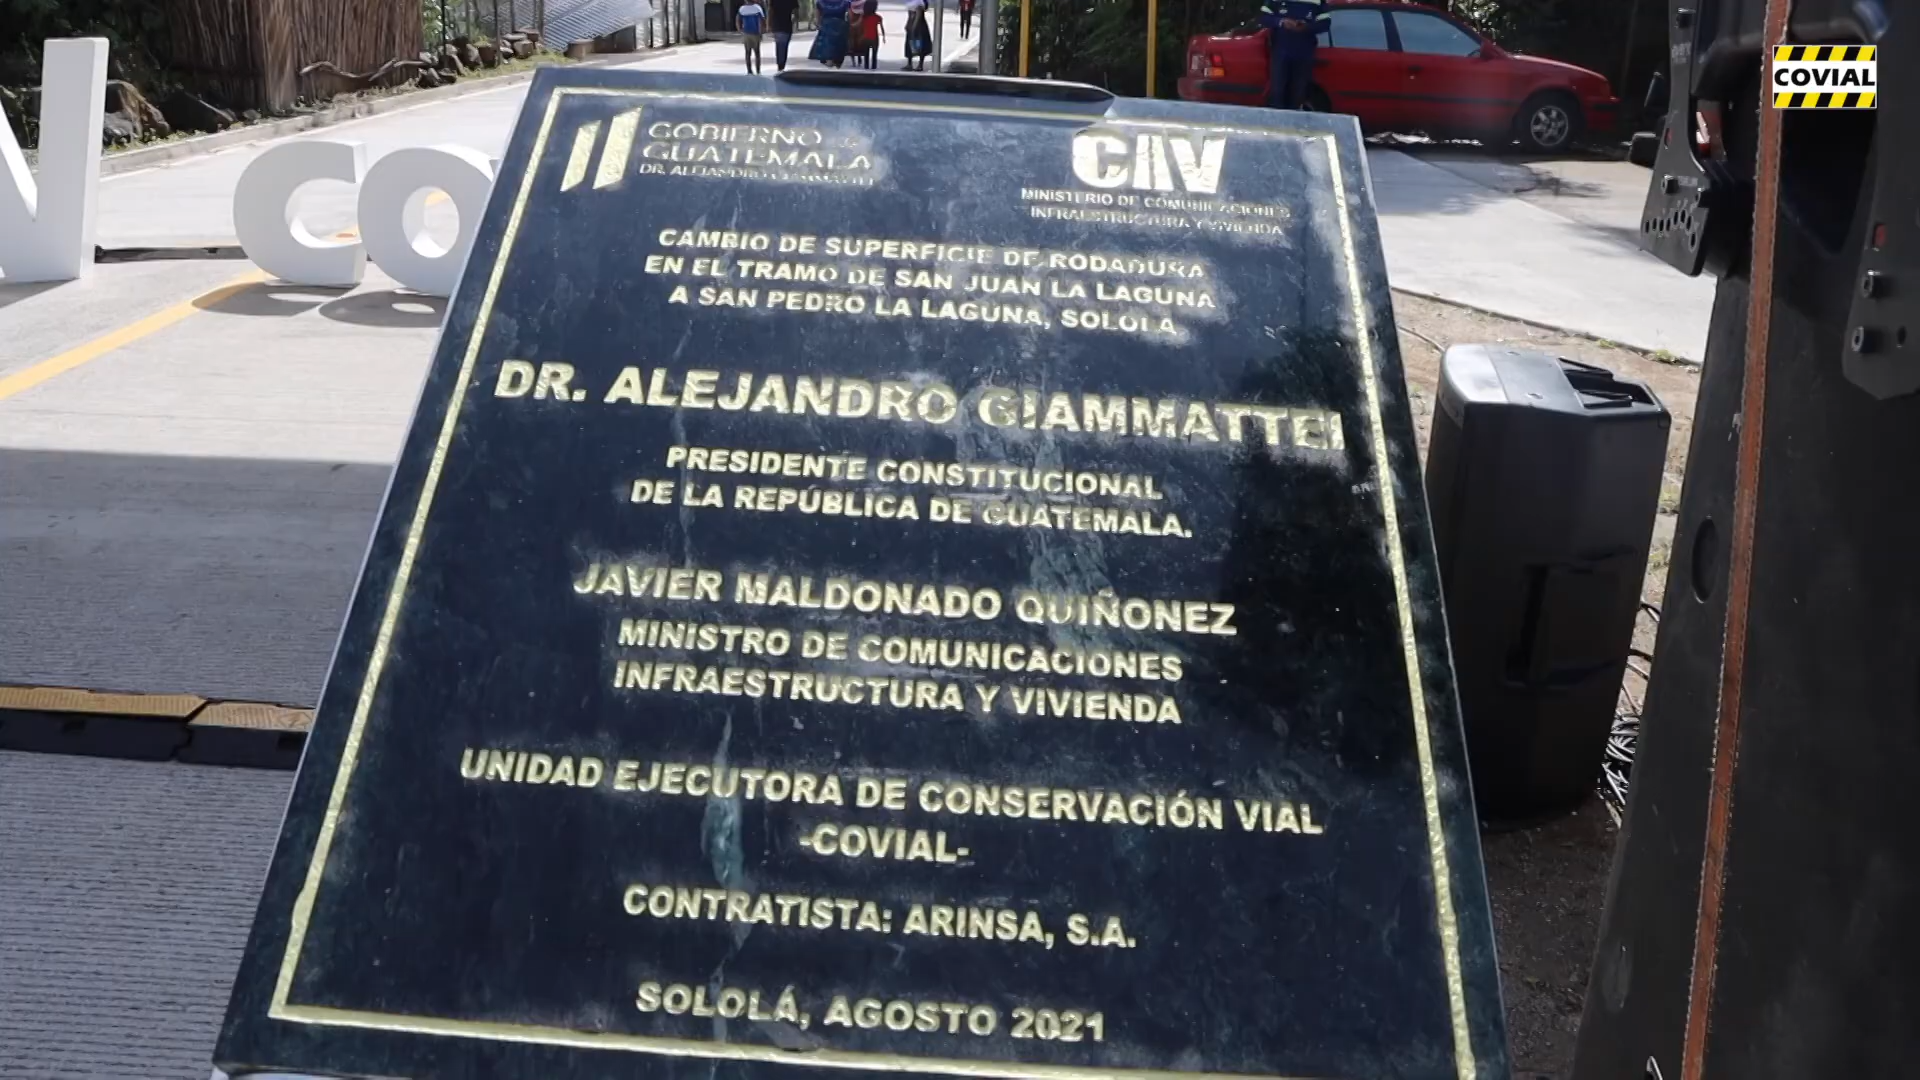 COVIAL
N CO
GOBIERNO DE
GUATEMALA
DR. ALEJANDRO GIAMMATTEI
CIV
MINISTERIO DE COMUNICACIONES
INFRAESTRUCTURA Y VIVIENDA
CAMBIO DE SUPERFICIE DE RODADURA
EN EL TRAMO DE SAN JUAN LA LAGUNA
A SAN PEDRO LA LAGUNA, SOLOLA
DR. ALEJANDRO GIAMMATTEI
PRESIDENTE CONSTITUCIONAL
DE LA REPÚBLICA DE GUATEMALA.
JAVIER MALDONADO QUIÑONEZ
MINISTRO DE COMUNICACIONES
INFRAESTRUCTURA Y VIVIENDA
UNIDAD EJECUTORA DE CONSERVACIÓN VIAL
-COVIAL-
CONTRATISTA: ARINSA, S.A.
SOLOLÁ, AGOSTO 2021